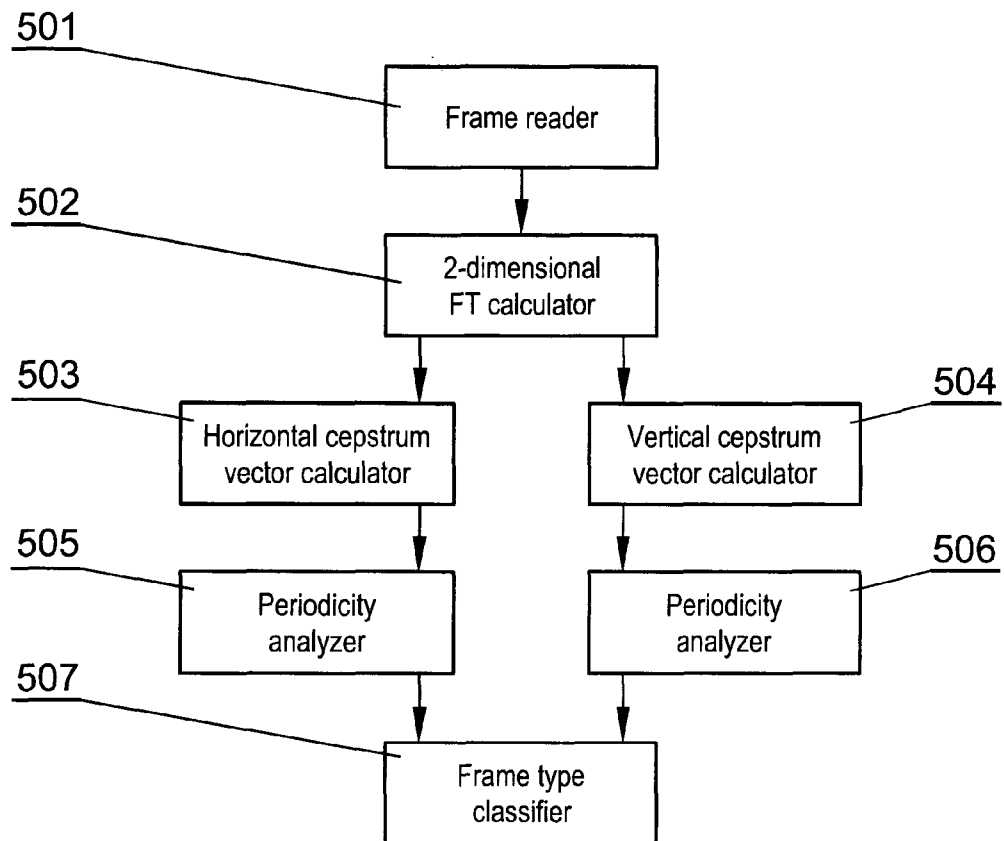 501
Frame reader
502
2-dimensional
FT calculator
503
504
Horizontal cepstrum
vector calculator
Vertical cepstrum
vector calculator
505
506
Periodicity
analyzer
Periodicity
analyzer
507
Frame type
classifier